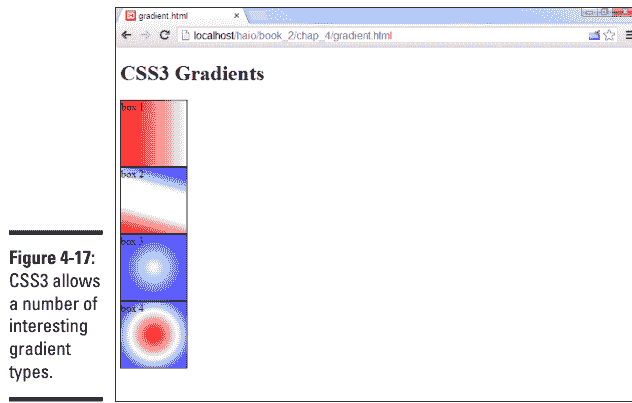 gradient.html
localhost/haio/book_2/chap_4/gradient.html
CSS3 Gradients
box 1
box 2
box 3
box 4
Figure 4-17:
CSS3 allows
a number of
interesting
gradient
types.